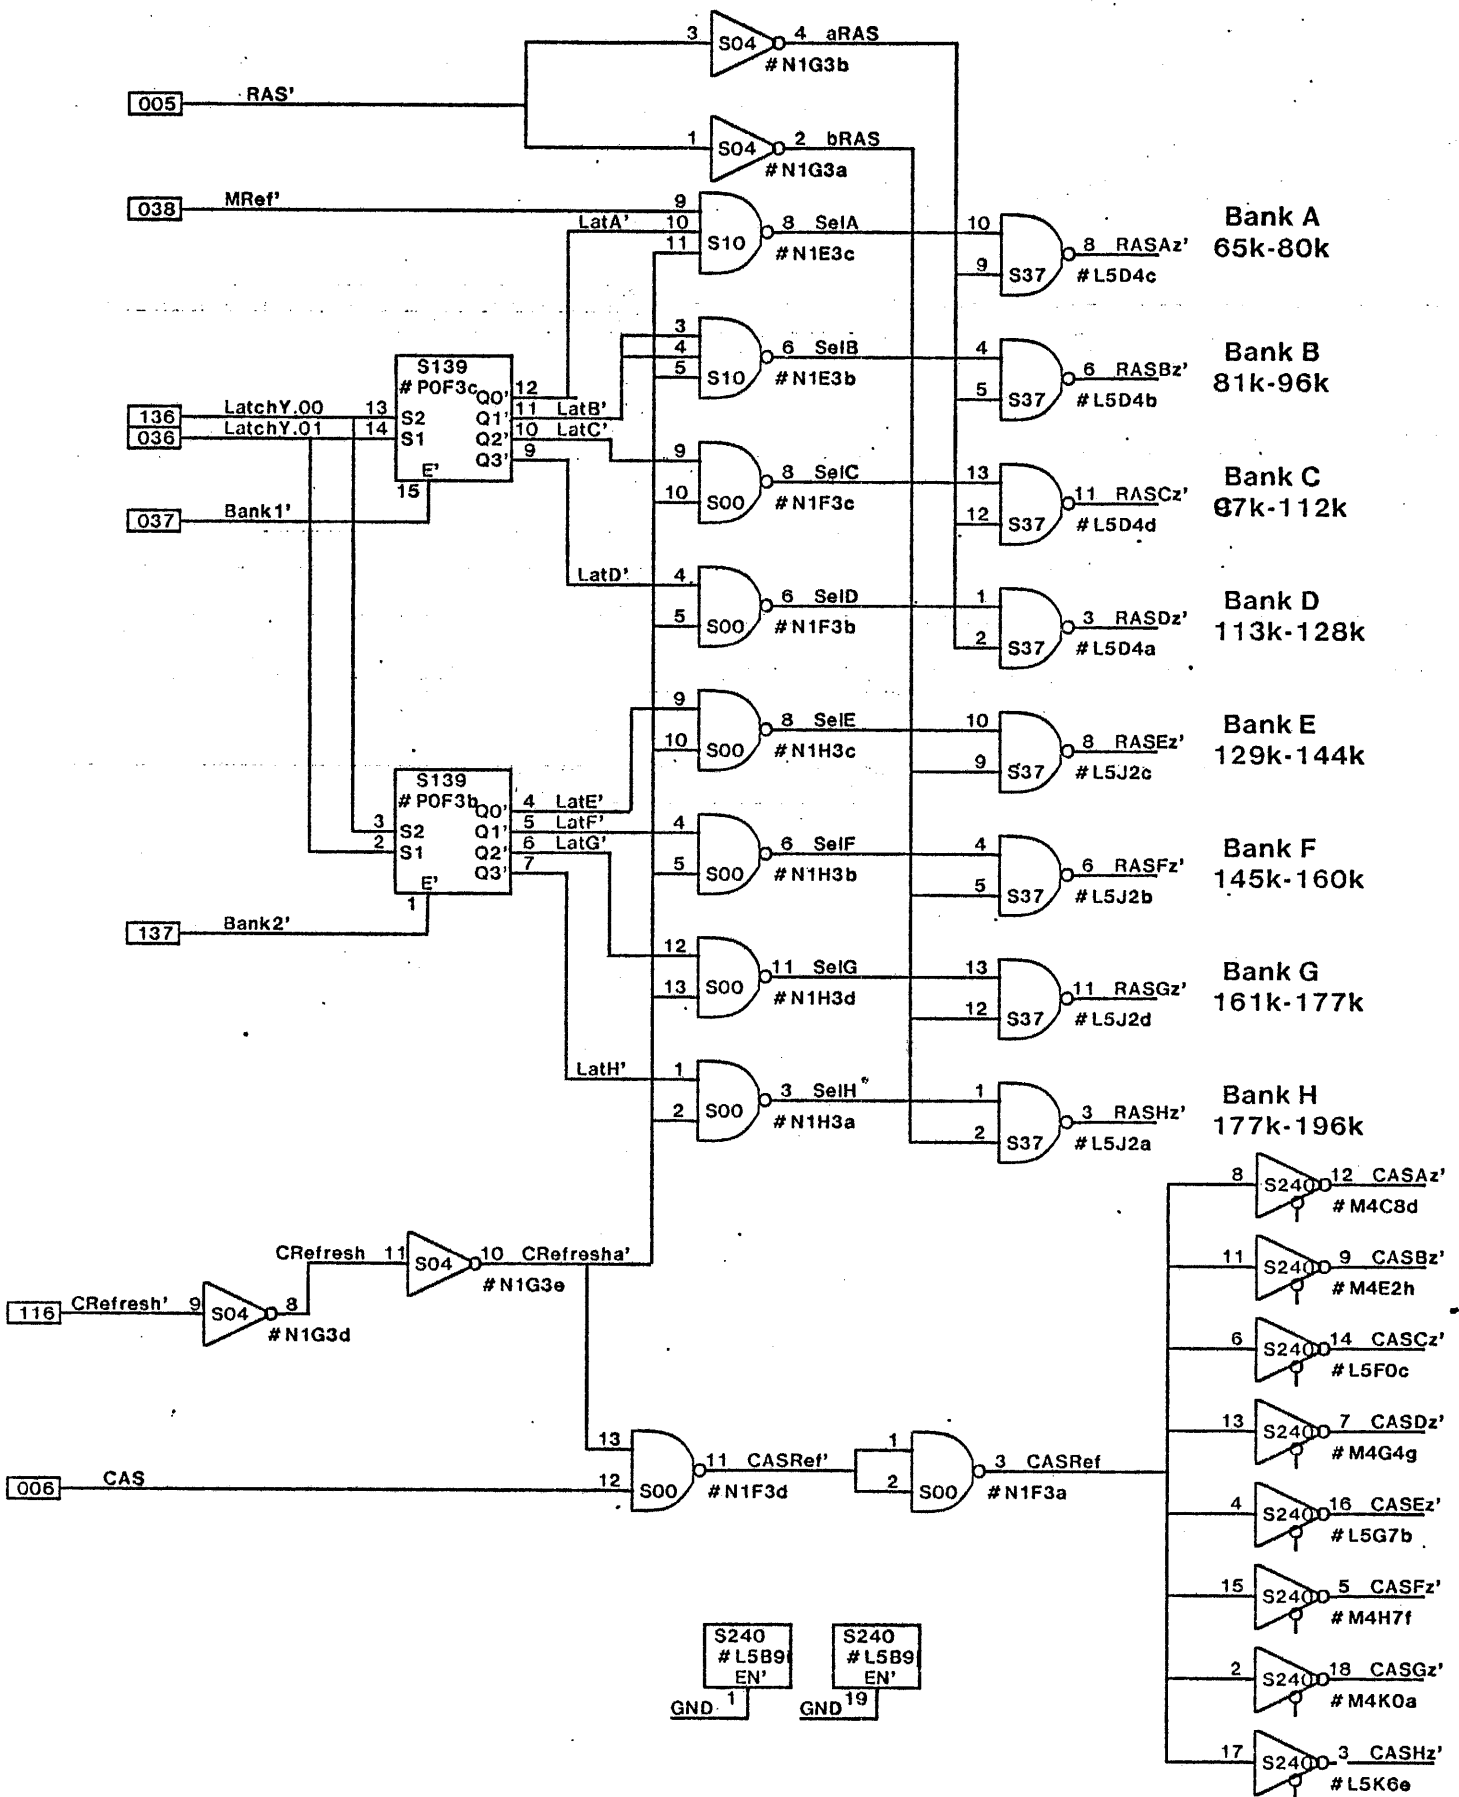 3 S04 4 aRAS
#N1G3b
005 RAS'
1 S04 2 bRAS
#N1G3a
038 MRef' 9
LatA' 10
11 S10 8 SelA
#N1E3c
10
9 S37 8 RASAz'
#L5D4c
Bank A
65k-80k
3
4
5 S10 6 SelB
#N1E3b
4
5 S37 6 RASBz'
#L5D4b
Bank B
81k-96k
S139
#P0F3c
Q0' 12
136 LatchY.00 13 S2 Q1' 11 LatB'
036 LatchY.01 14 S1 Q2' 10 LatC'
Q3' 9
E'
15
037 Bank1'
9
10 S00 8 SelC
#N1F3c
13
12 S37 11 RASCz'
#L5D4d
Bank C
97k-112k
LatD' 4
5 S00 6 SelD
#N1F3b
1
2 S37 3 RASDz'
#L5D4a
Bank D
113k-128k
9
10 S00 8 SelE
#N1H3c
10
9 S37 8 RASEz'
#L5J2c
Bank E
129k-144k
S139
#P0F3b
Q0' 4 LatE'
3 S2 Q1' 5 LatF'
2 S1 Q2' 6 LatG'
Q3' 7
E'
1
137 Bank2'
4
5 S00 6 SelF
#N1H3b
4
5 S37 6 RASFz'
#L5J2b
Bank F
145k-160k
12
13 S00 11 SelG
#N1H3d
13
12 S37 11 RASGz'
#L5J2d
Bank G
161k-177k
LatH' 1
2 S00 3 SelH
#N1H3a
1
2 S37 3 RASHz'
#L5J2a
Bank H
177k-196k
116 CRefresh' 9 S04 8
#N1G3d
CRefresh 11 S04 10 CRefresha'
#N1G3e
006 CAS
13
12 S00 11 CASRef'
#N1F3d
1
2 S00 3 CASRef
#N1F3a
8 S240 12 CASAz'
#M4C8d
11 S240 9 CASBz'
#M4E2h
6 S240 14 CASCz'
#L5F0c
13 S240 7 CASDz'
#M4G4g
4 S240 16 CASEz'
#L5G7b
15 S240 5 CASFz'
#M4H7f
2 S240 18 CASGz'
#M4K0a
17 S240 3 CASHz'
#L5K6e
S240
#L5B9i
EN'
GND 1
S240
#L5B9
EN'
GND 19